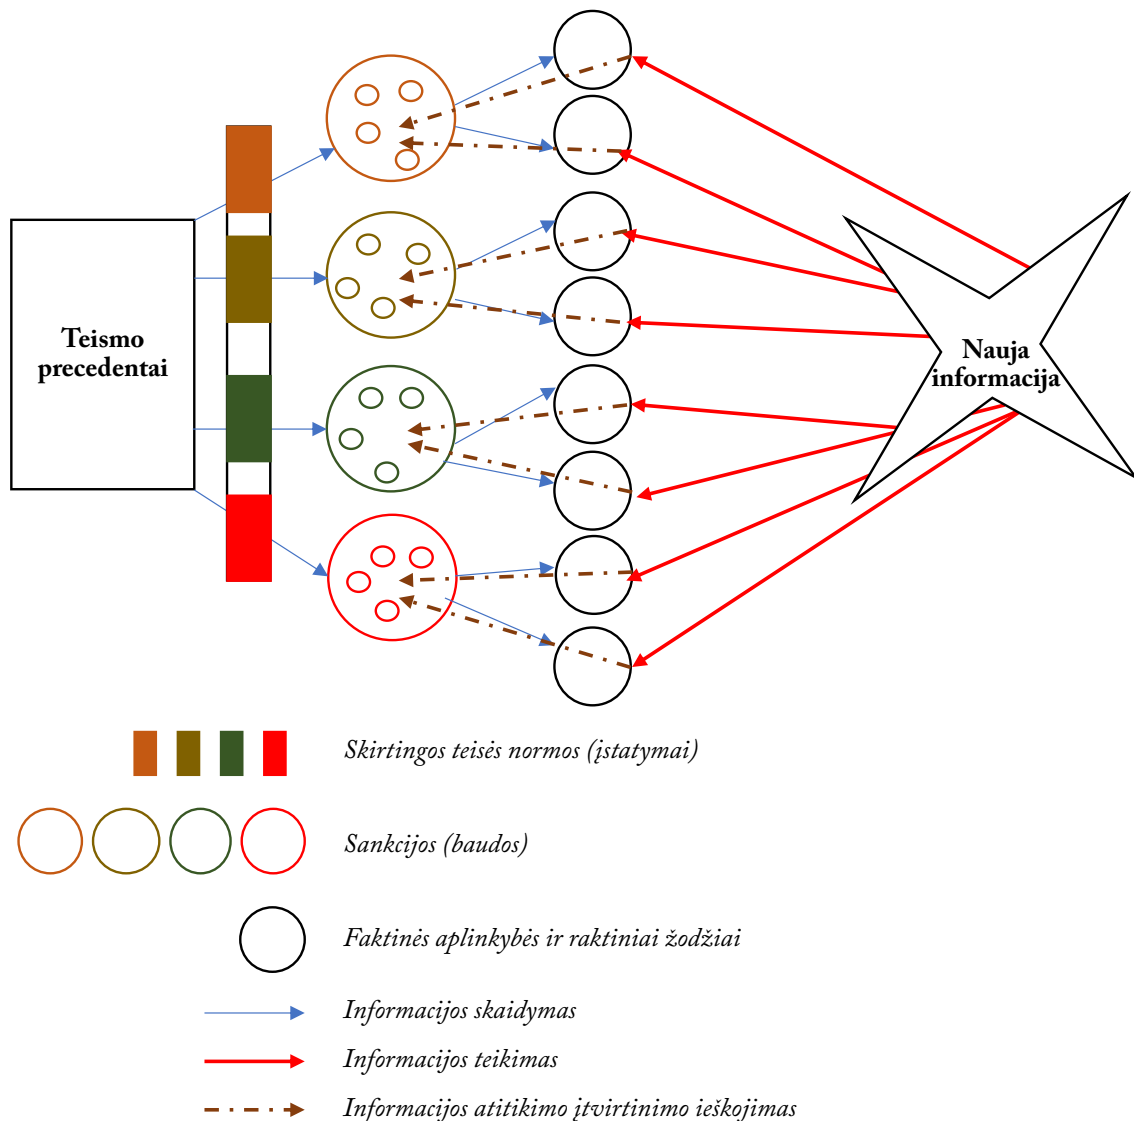 Teismo
precedentai
Nauja
informacija
Skirtingos teisės normos (įstatymai)
Sankcijos (baudos)
Faktinės aplinkybės ir raktiniai žodžiai
Informacijos skaidymas
Informacijos teikimas
Informacijos atitikimo įtvirtinimo ieškojimas